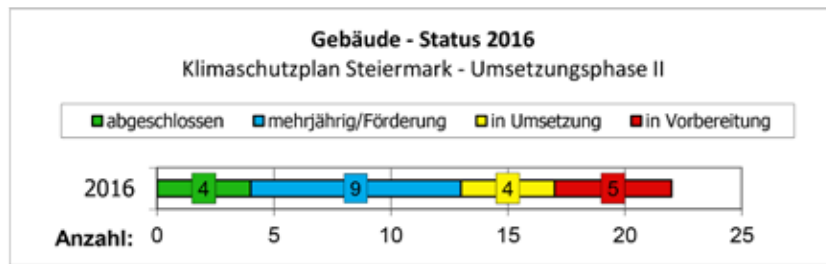 Gebäude - Status 2016
Klimaschutzplan Steiermark - Umsetzungsphase II
abgeschlossen mehrjährig/Förderung in Umsetzung in Vorbereitung
2016 4 9 4 5
Anzahl: 0 5 10 15 20 25